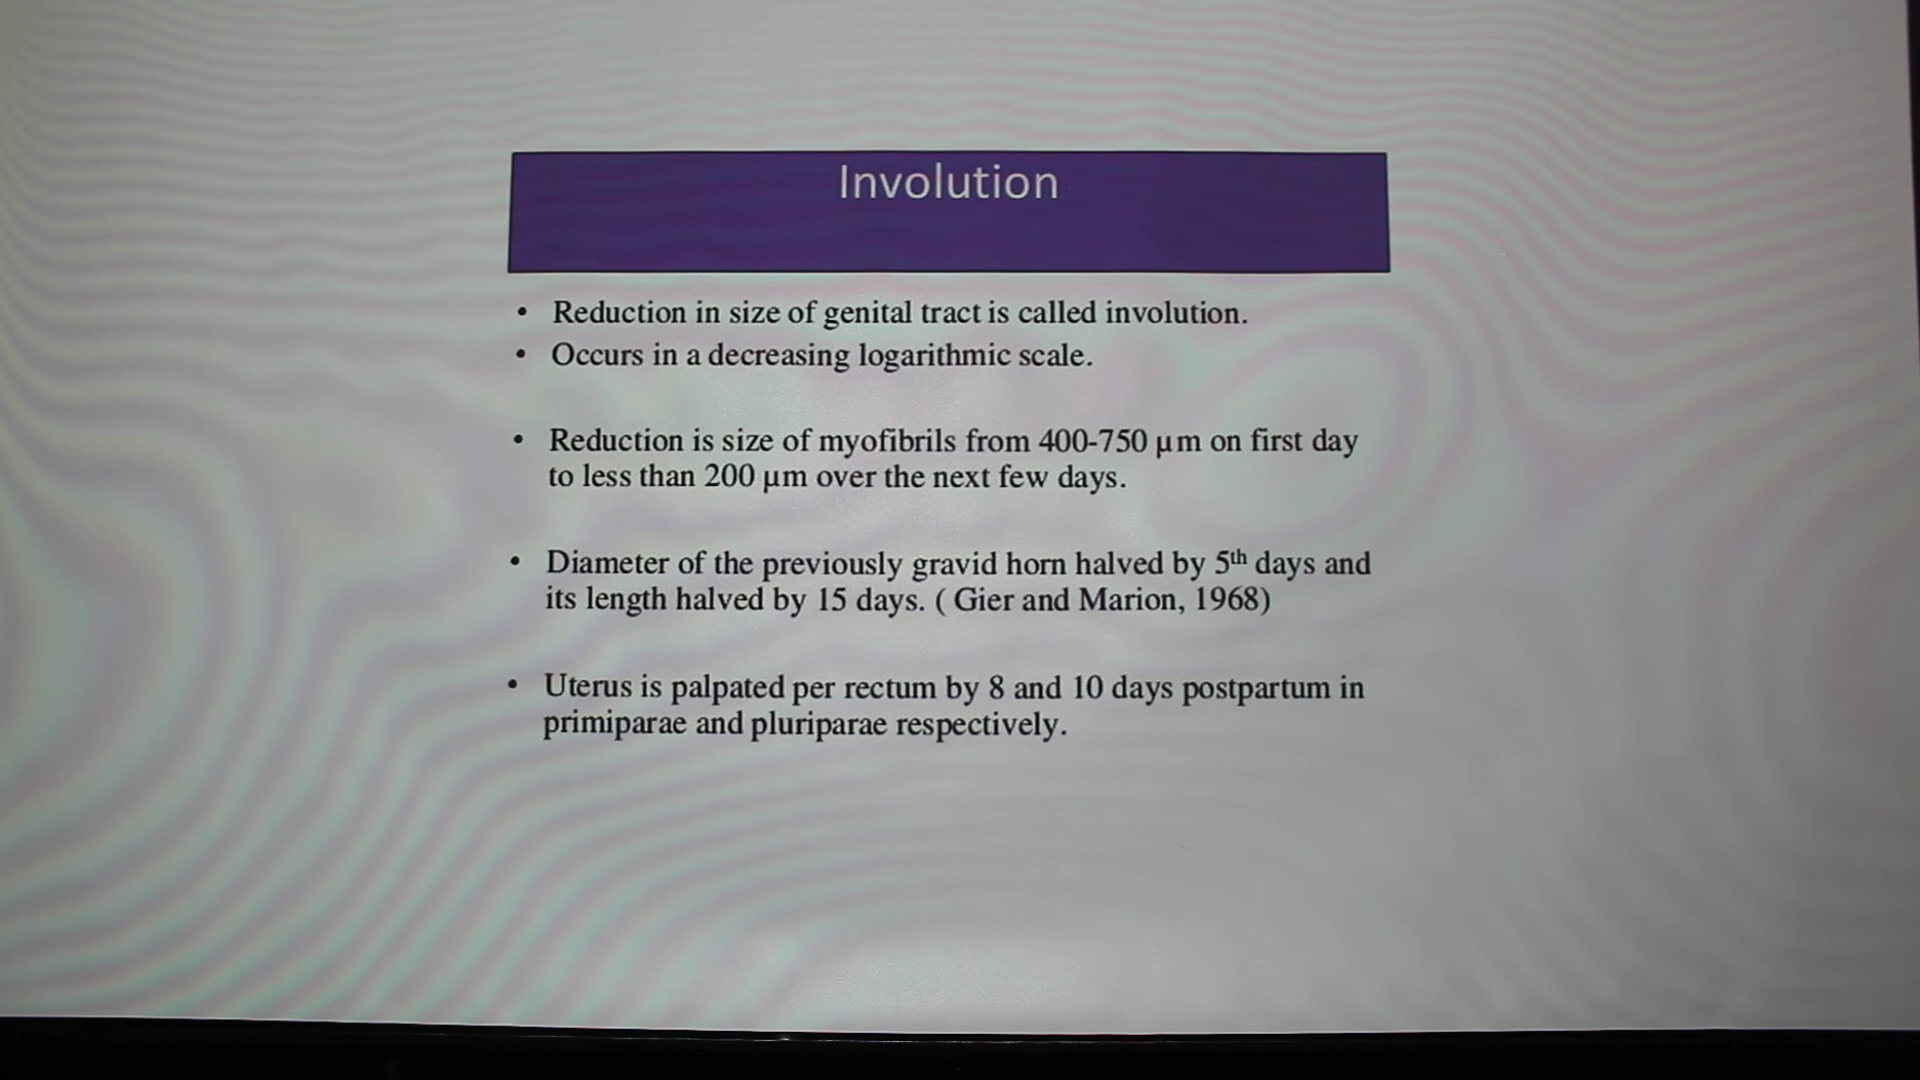 Involution
• Reduction in size of genital tract is called involution.
• Occurs in a decreasing logarithmic scale.
• Reduction is size of myofibrils from 400-750 µm on first day
to less than 200 µm over the next few days.
• Diameter of the previously gravid horn halved by 5th days and
its length halved by 15 days. ( Gier and Marion, 1968)
• Uterus is palpated per rectum by 8 and 10 days postpartum in
primiparae and pluriparae respectively.